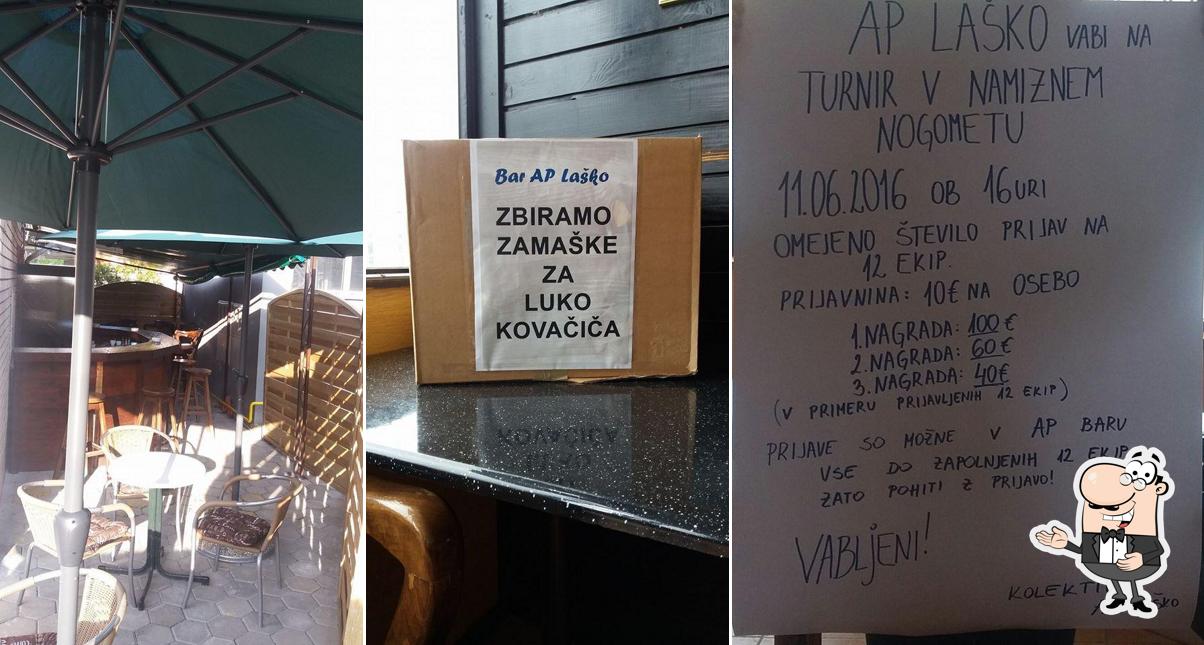 Bar AP Laško
ZBIRAMO
ZAMAŠKE
ZA
LUKO
KOVAČIČA
AP LAŠKO VABI NA
TURNIR V NAMIZNEM
NOGOMETU
11.06.2016 OB 16 URI
OMEJENO ŠTEVILO PRIJAV NA
12 EKIP.
PRIJAVNINA: 10€ NA OSEBO
1. NAGRADA: 100€
2. NAGRADA: 60€
3. NAGRADA: 40€
(V PRIMERU PRIJAVLJENIH 12 EKIP)
PRIJAVE SO MOŽNE V AP BARU
VSE DO ZAPOLNJENIH 12 EKIP
ZATO POHITI Z PRIJAVO!
VABLJENI!